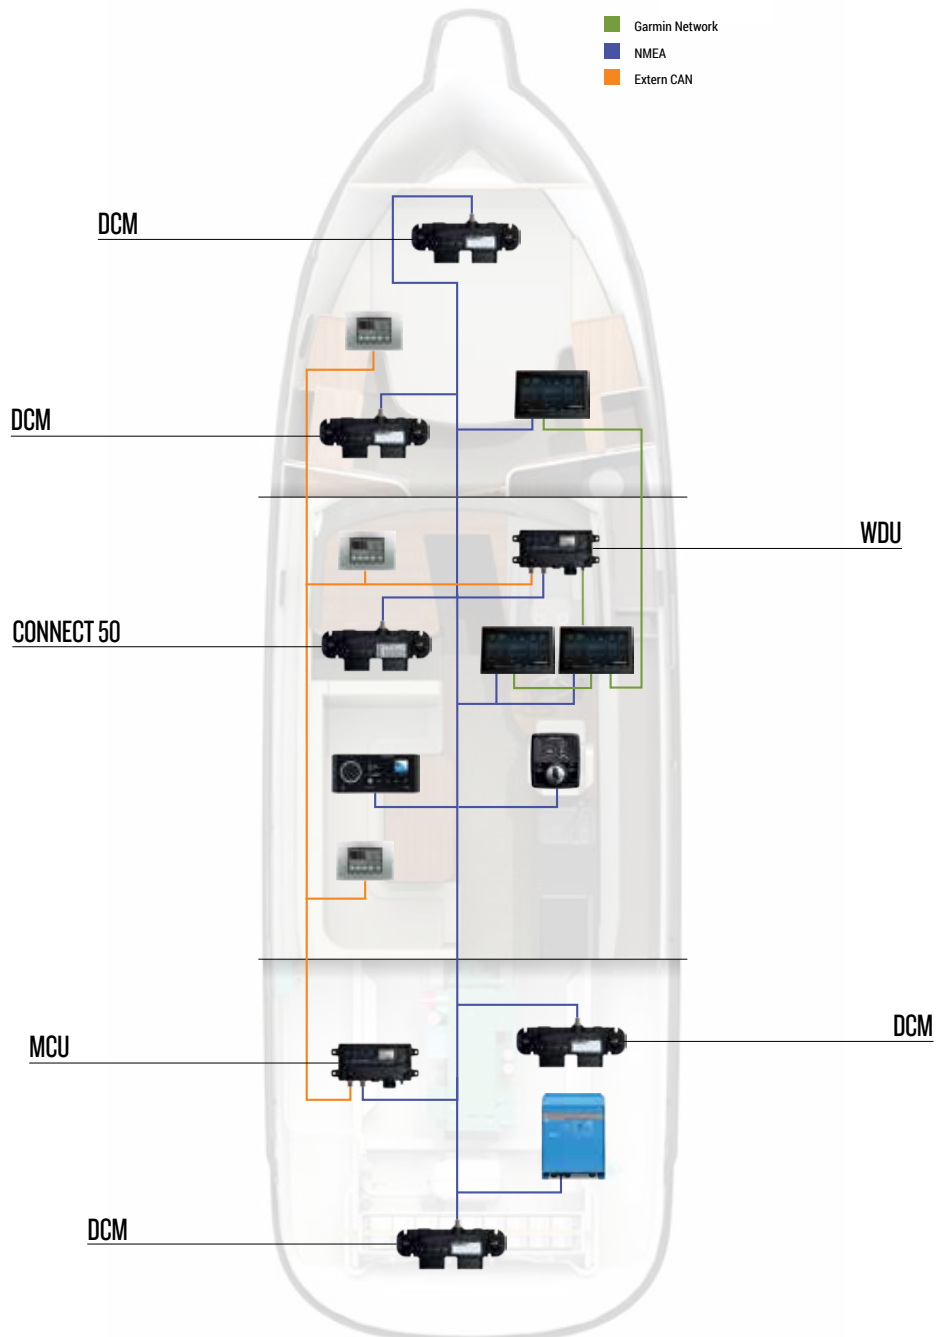 Garmin Network
NMEA
Extern CAN
DCM
DCM
WDU
CONNECT 50
DCM
MCU
DCM